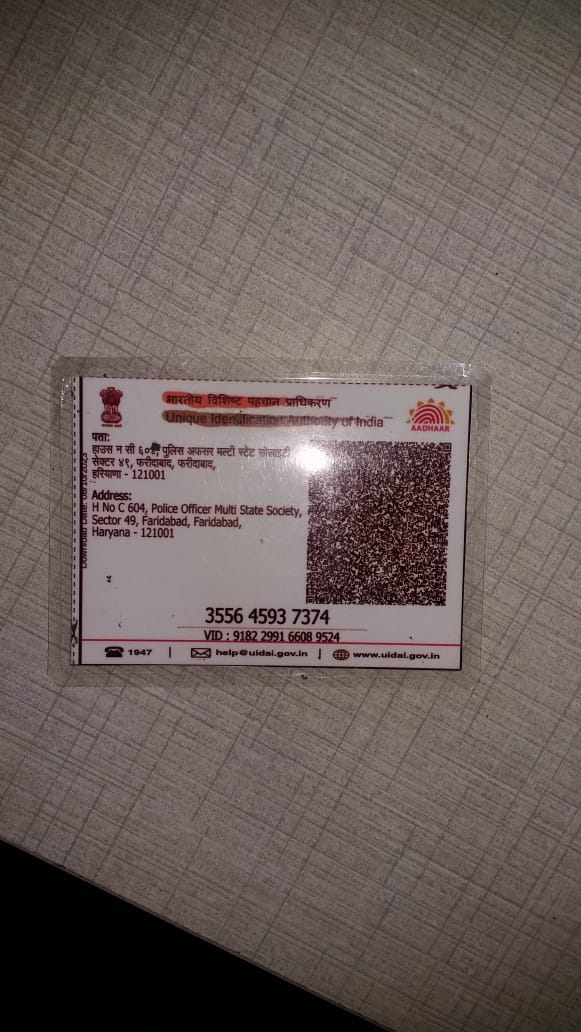 भारतीय विशिष्ट पहचान प्राधिकरण
Unique Identification Authority of India
AADHAAR
पता:
हाउस न सी पुलिस अफसर मल्टी स्टेट
सेक्टर ४९, फरीदाबाद, फरीदाबाद,
हरियाणा - 121001
Address:
H No C 604, Police Officer Multi State Society,
Sector 49, Faridabad, Faridabad,
Haryana - 121001
Download Date:
3556 4593 7374
VID : 9182 2991 6608 9524
1947 | help@uidai.gov.in | www.uidai.gov.in